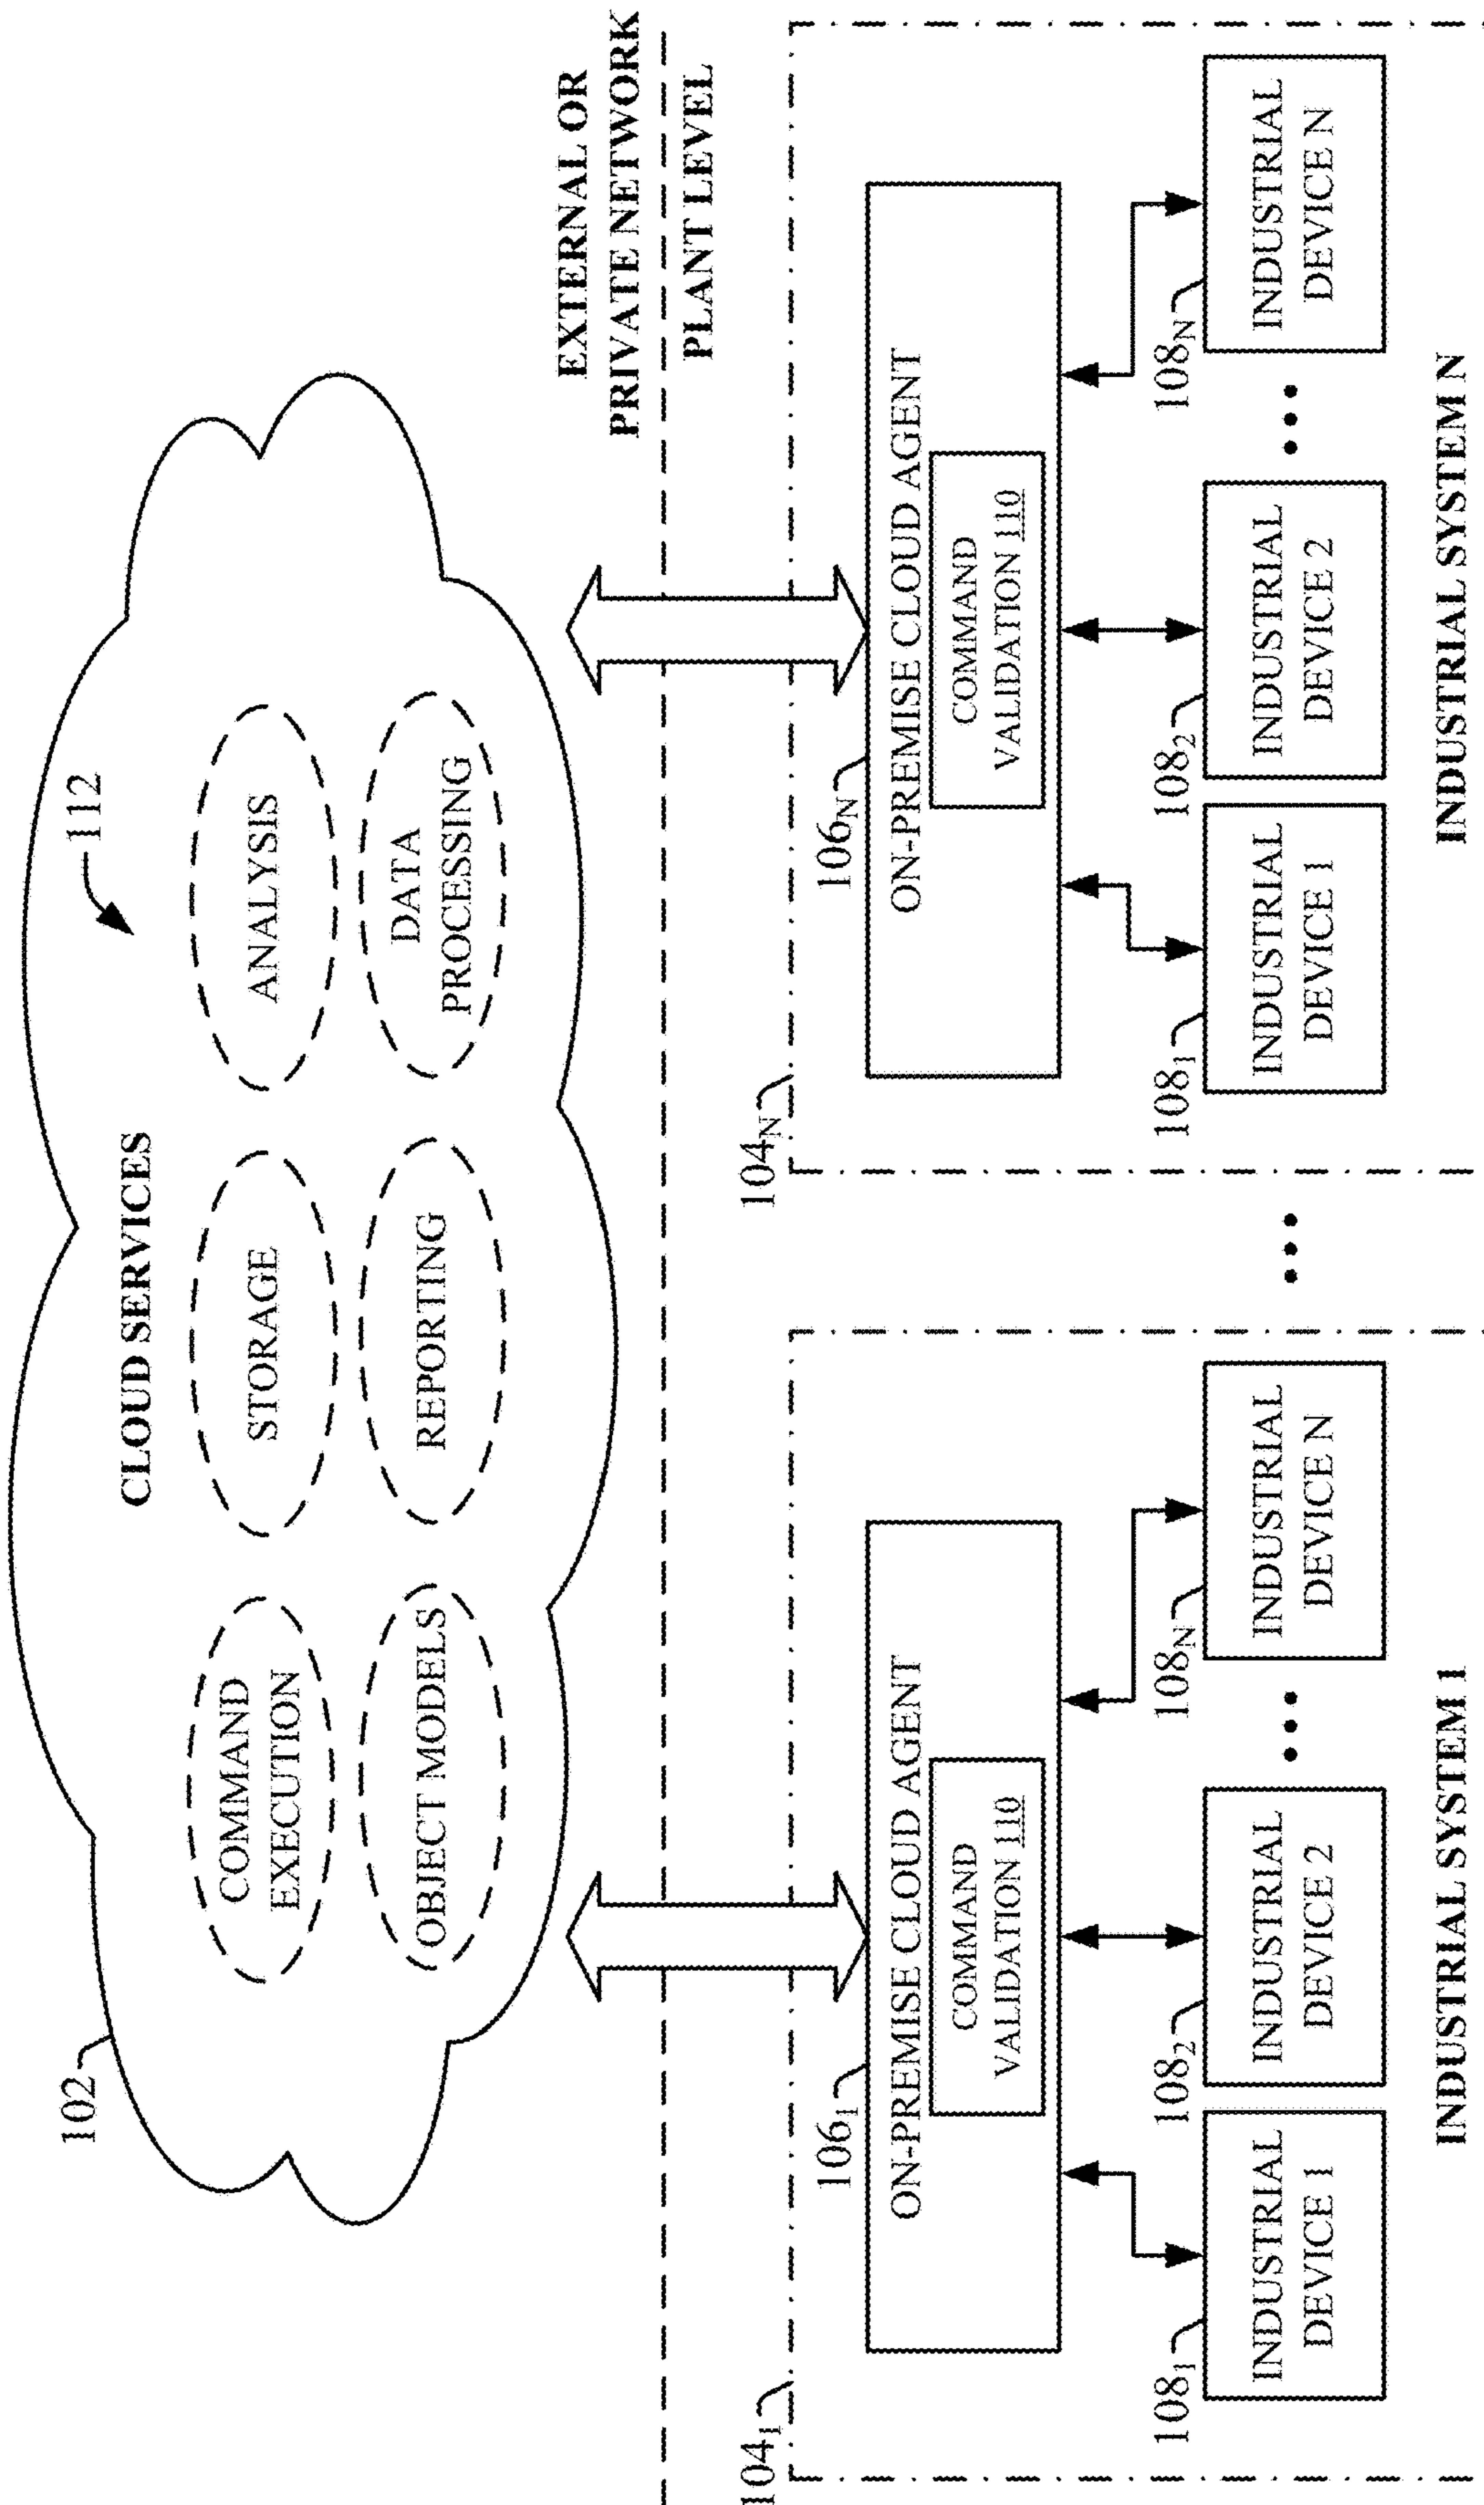 102
CLOUD SERVICES
112
COMMAND
EXECUTION
STORAGE
ANALYSIS
OBJECT MODELS
REPORTING
DATA
PROCESSING
EXTERNAL OR
PRIVATE NETWORK
PLANT LEVEL
104₁
106₁
ON-PREMISE CLOUD AGENT
COMMAND
VALIDATION 110
108₁
INDUSTRIAL
DEVICE 1
108₂
INDUSTRIAL
DEVICE 2
•••
108N
INDUSTRIAL
DEVICE N
INDUSTRIAL SYSTEM 1
•••
104N
106N
ON-PREMISE CLOUD AGENT
COMMAND
VALIDATION 110
108₁
INDUSTRIAL
DEVICE 1
108₂
INDUSTRIAL
DEVICE 2
•••
108N
INDUSTRIAL
DEVICE N
INDUSTRIAL SYSTEM N